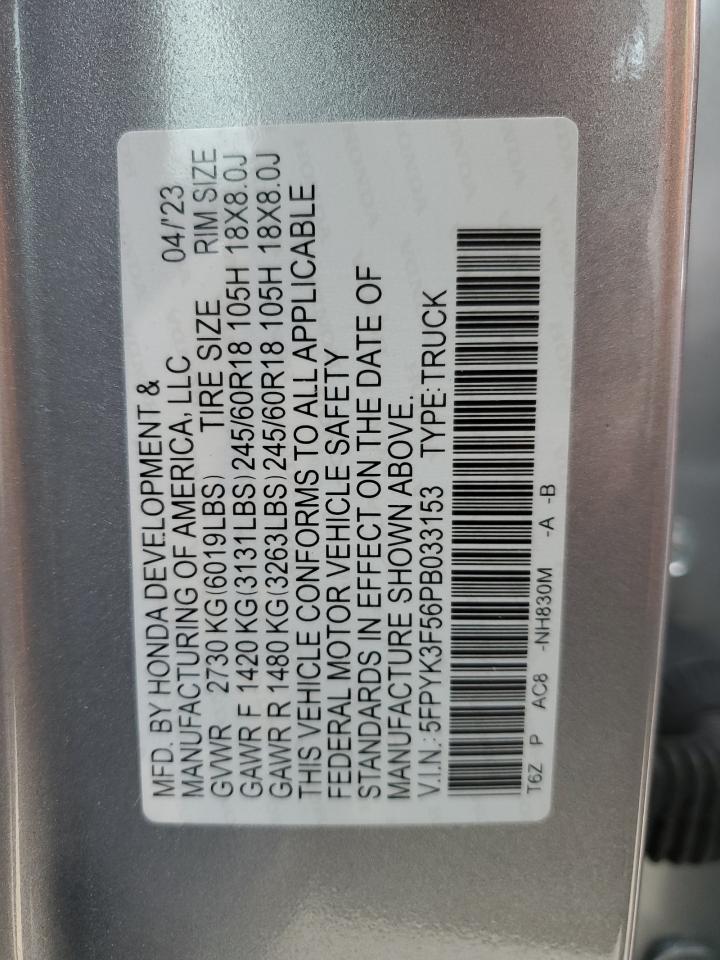 MFD. BY HONDA DEVELOPMENT &
MANUFACTURING OF AMERICA, LLC 04/'23
GVWR 2730 KG(6019LBS) TIRE SIZE RIM SIZE
GAWR F 1420 KG(3131LBS) 245/60R18 105H 18X8.0J
GAWR R 1480 KG(3263LBS) 245/60R18 105H 18X8.0J
THIS VEHICLE CONFORMS TO ALL APPLICABLE
FEDERAL MOTOR VEHICLE SAFETY
STANDARDS IN EFFECT ON THE DATE OF
MANUFACTURE SHOWN ABOVE.
V.I.N.: 5FPYK3F56PB033153 TYPE: TRUCK
T6Z P AC8 -NH830M -A -B